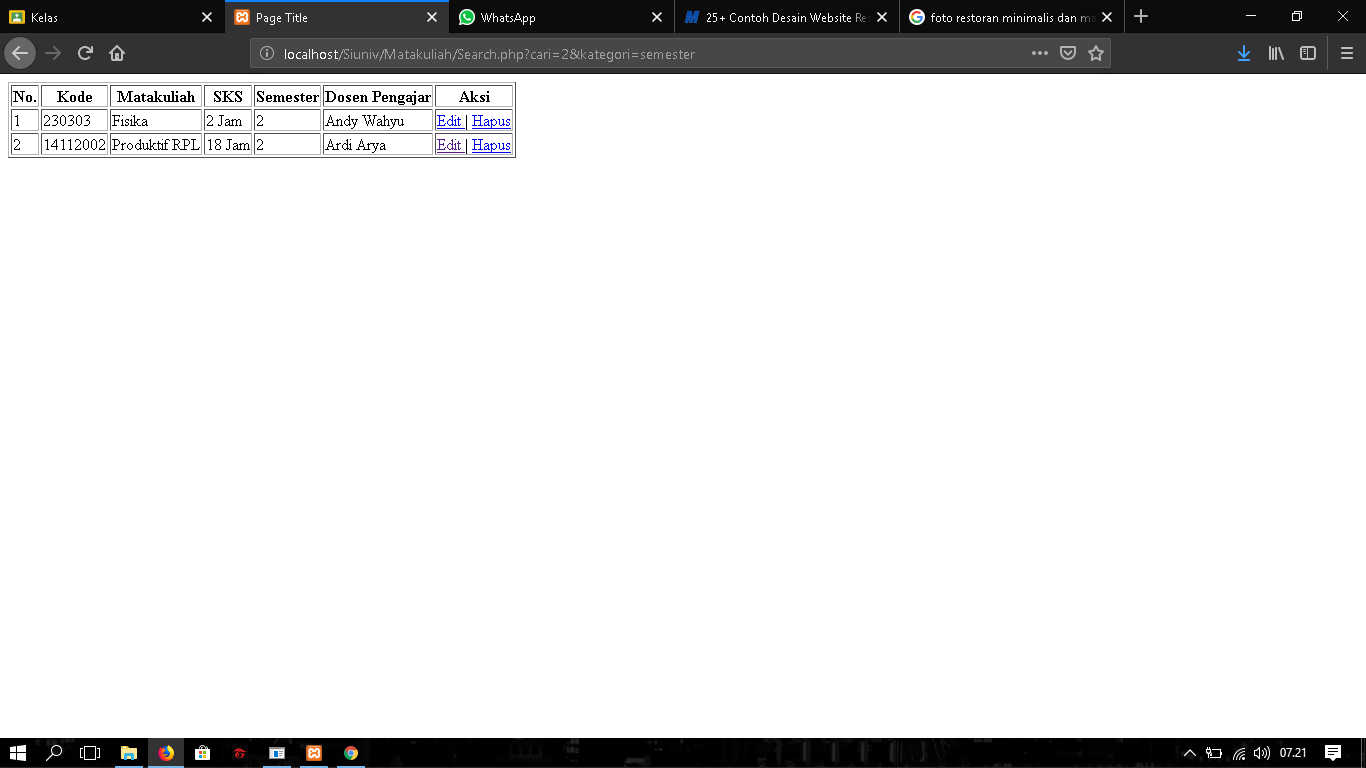 Kelas
Page Title
WhatsApp
25+ Contoh Desain Website Res
foto restoran minimalis dan
localhost/Siuniv/Matakuliah/Search.php?cari=2&kategori=semester
No. Kode Matakuliah SKS Semester Dosen Pengajar Aksi
1 230303 Fisika 2 Jam 2 Andy Wahyu Edit | Hapus
2 14112002 Produktif RPL 18 Jam 2 Ardi Arya Edit | Hapus
07.21